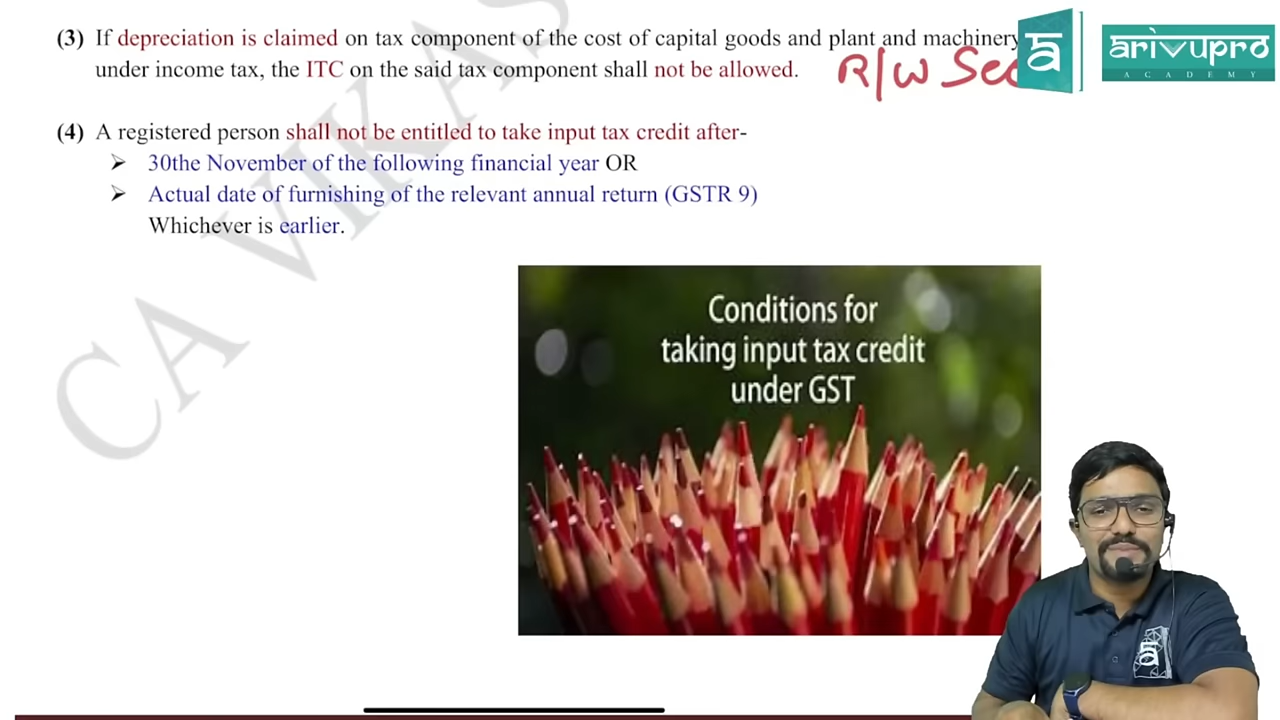 (3) If depreciation is claimed on tax component of the cost of capital goods and plant and machinery
under income tax, the ITC on the said tax component shall not be allowed.
R/W Sec
(4) A registered person shall not be entitled to take input tax credit after-
➤ 30the November of the following financial year OR
➤ Actual date of furnishing of the relevant annual return (GSTR 9)
Whichever is earlier.
Conditions for
taking input tax credit
under GST
ā arivupro
ACADEMY
CA VIKAS
ā